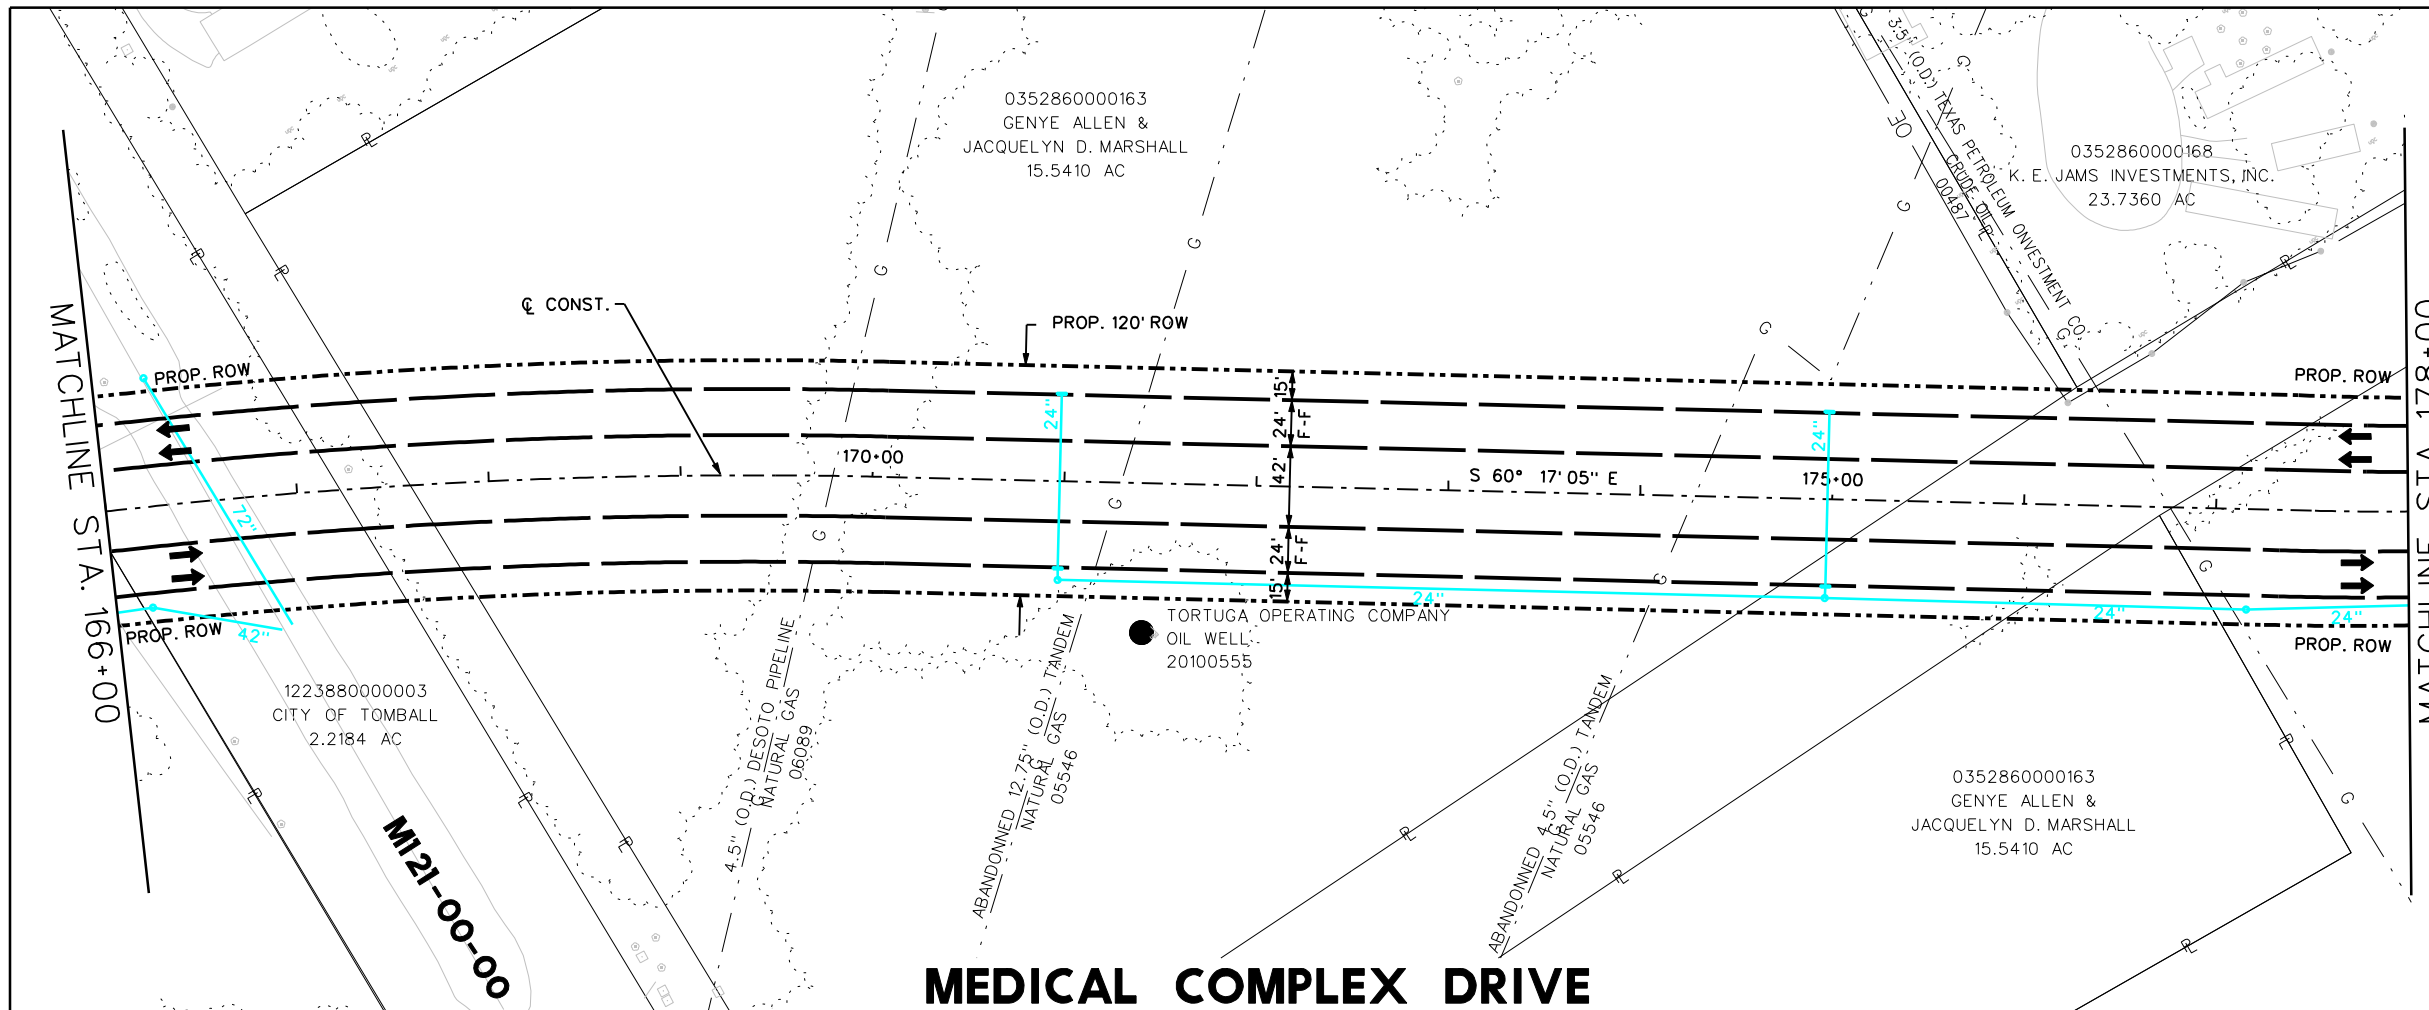 0352860000163
GENYE ALLEN &
JACQUELYN D. MARSHALL
15.5410 AC
3.5" (O.D.) TEXAS PETROLEUM ONVESTMENT CO.
CRUDE OIL
00487
OE
0352860000168
K. E. JAMS INVESTMENTS, INC.
23.7360 AC
MATCHLINE STA. 166+00
℄ CONST.
PROP. 120' ROW
PROP. ROW
PROP. ROW
MATCHLINE STA 178+00
72"
24"
15'
24'
F-F
42'
24'
F-F
15'
24"
170+00
S 60° 17' 05" E
175+00
PROP. ROW
42"
24"
24"
24"
PROP. ROW
TORTUGA OPERATING COMPANY
OIL WELL
20100555
1223880000003
CITY OF TOMBALL
2.2184 AC
4.5" (O.D.) DESOTO PIPELINE
NATURAL GAS
06089
ABANDONNED 12.75" (O.D.) TANDEM
NATURAL GAS
05546
ABANDONNED 4.5" (O.D.) TANDEM
NATURAL GAS
05546
0352860000163
GENYE ALLEN &
JACQUELYN D. MARSHALL
15.5410 AC
M121-00-00
MEDICAL COMPLEX DRIVE